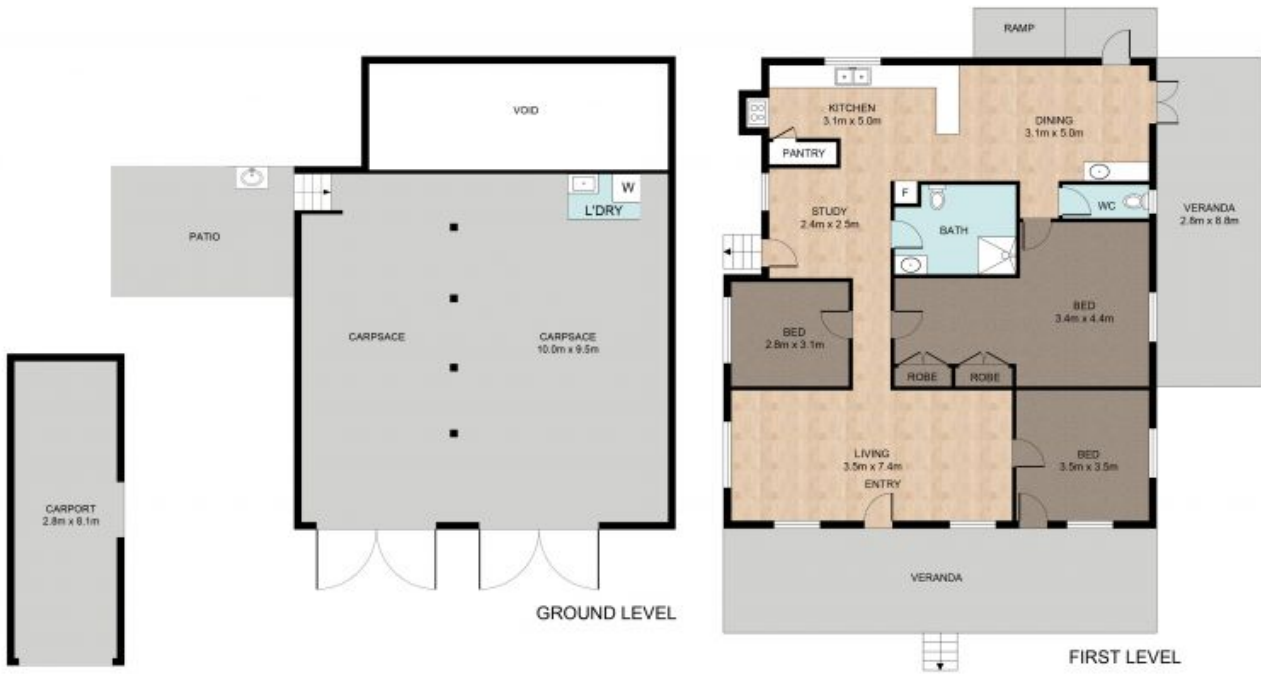 VOID
W
L'DRY
PATIO
CARPSACE
CARPSACE
10.0m x 9.5m
CARPORT
2.8m x 8.1m
GROUND LEVEL
RAMP
KITCHEN
3.1m x 5.0m
DINING
3.1m x 5.0m
PANTRY
F
WC
STUDY
2.4m x 2.5m
BATH
VERANDA
2.8m x 8.8m
BED
2.8m x 3.1m
BED
3.4m x 4.4m
ROBE
ROBE
LIVING
3.5m x 7.4m
ENTRY
BED
3.5m x 3.5m
VERANDA
FIRST LEVEL